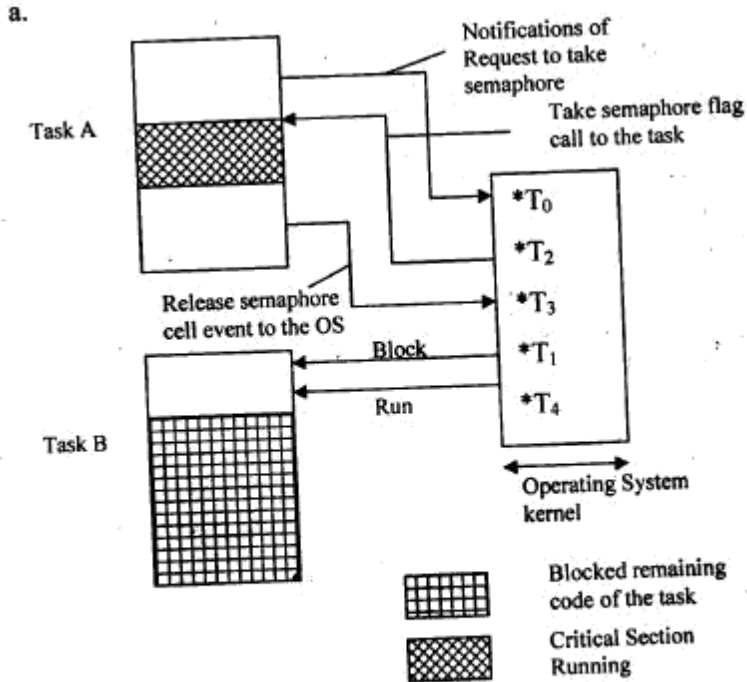 a.
Notifications of
Request to take
semaphore
Task A
Take semaphore flag
call to the task
*T₀
*T₂
*T₃
*T₁
*T₄
Release semaphore
cell event to the OS
Block
Run
Task B
Operating System
kernel
Blocked remaining
code of the task
Critical Section
Running